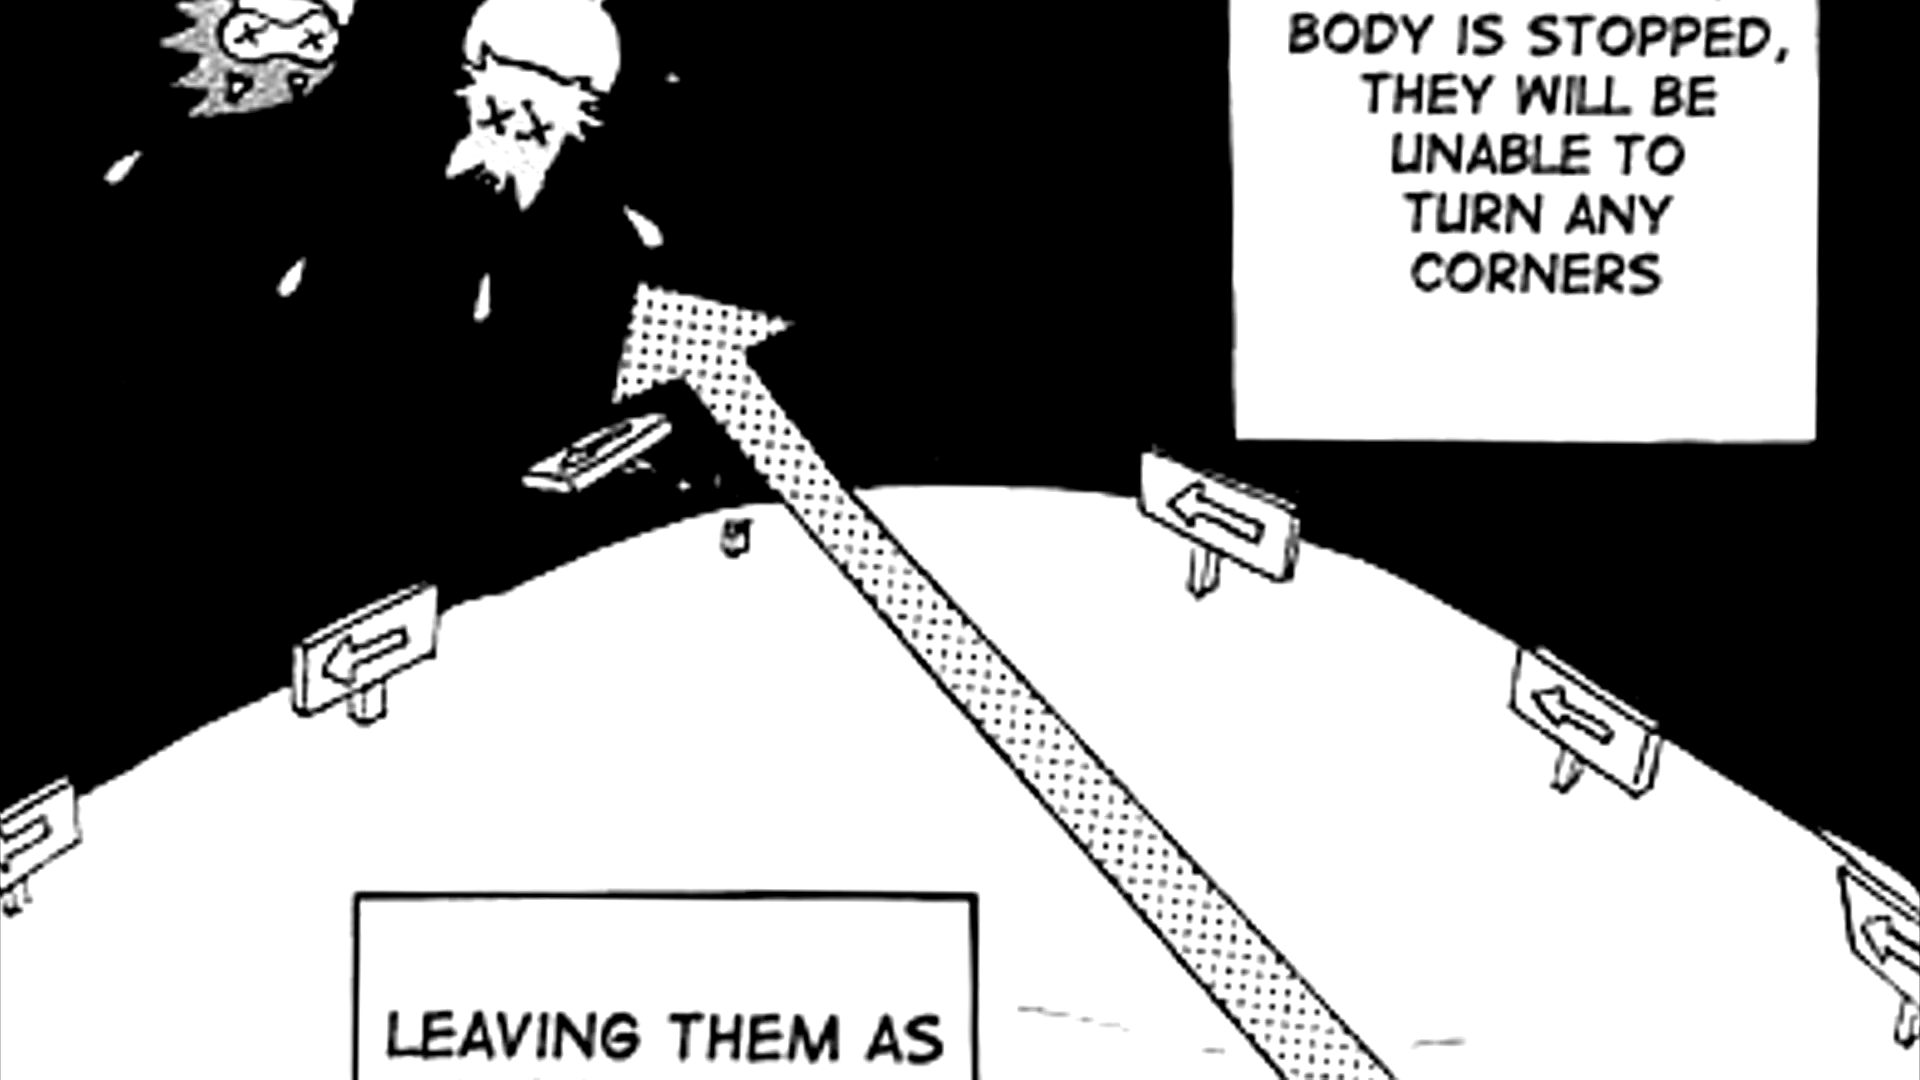 BODY IS STOPPED,
THEY WILL BE
UNABLE TO
TURN ANY
CORNERS
LEAVING THEM AS